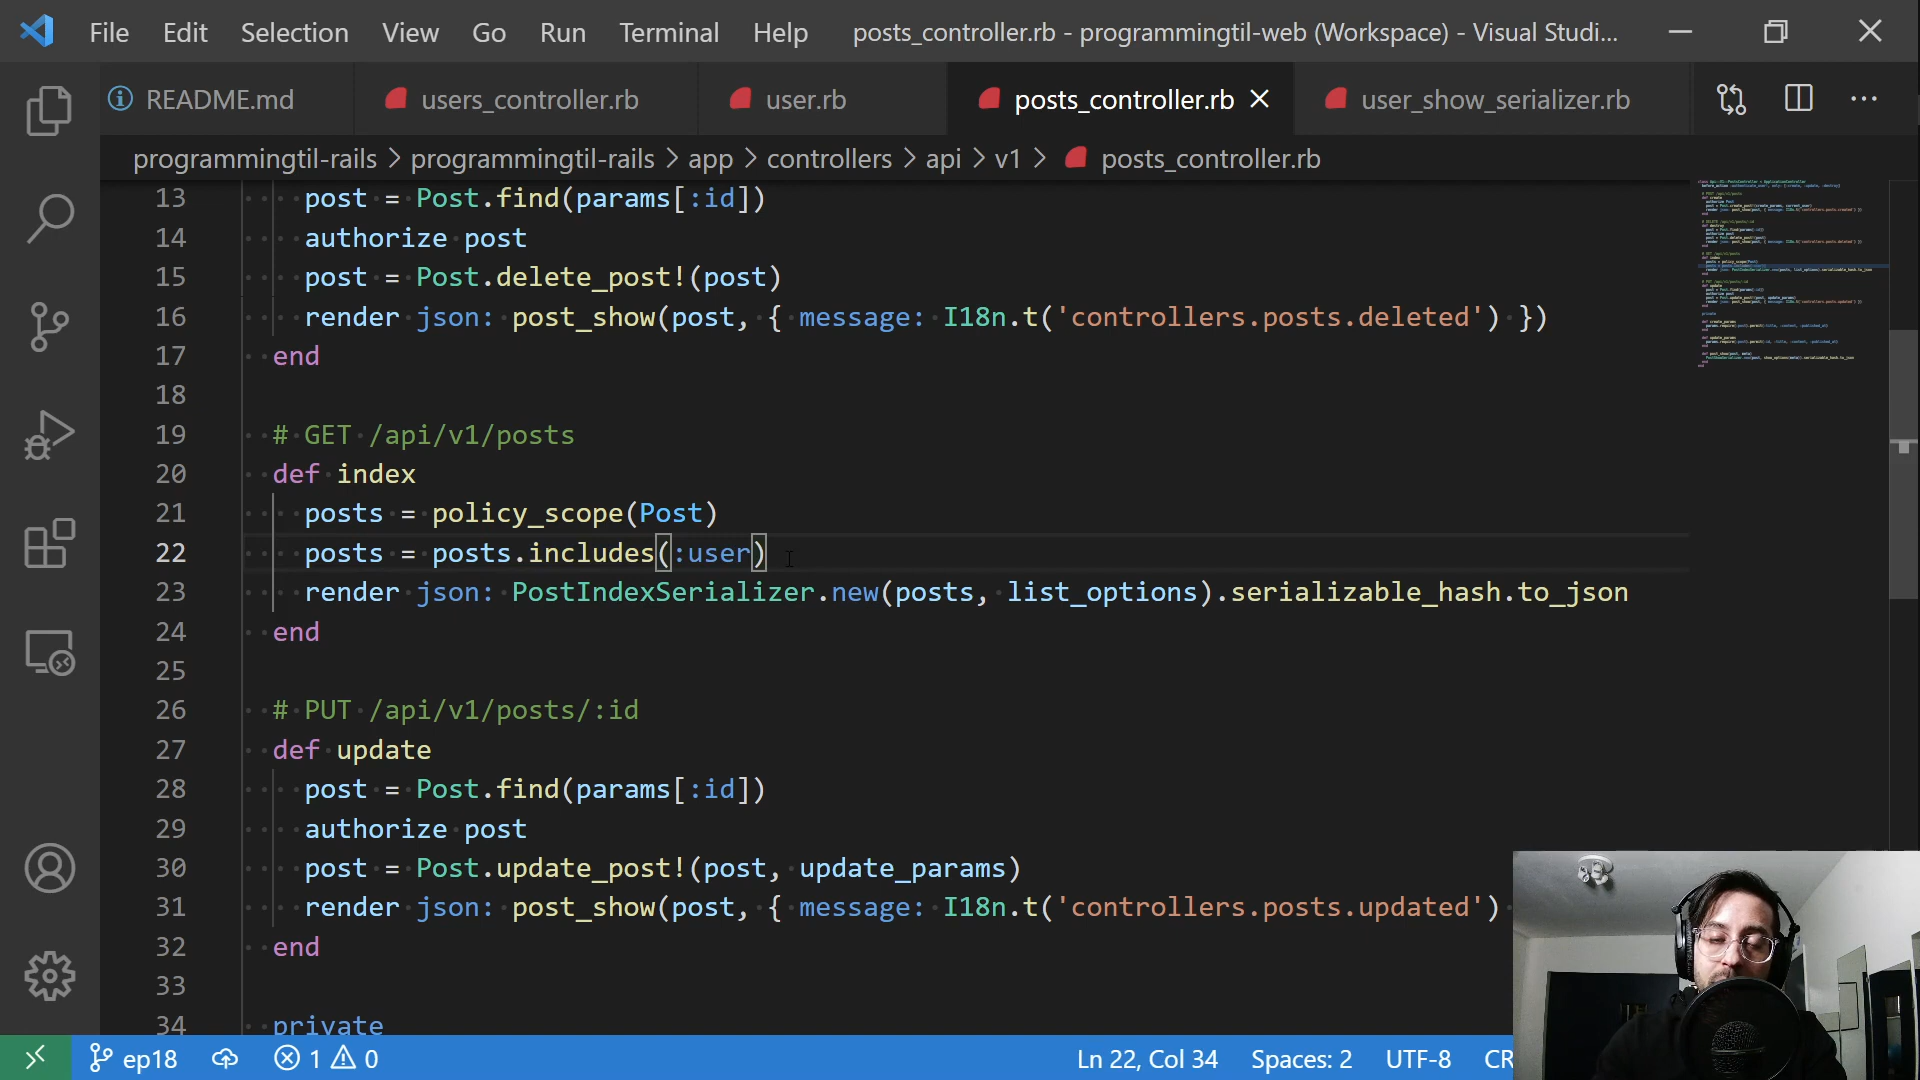 File Edit Selection View Go Run Terminal Help posts_controller.rb - programmingtil-web (Workspace) - Visual Studi...
README.md users_controller.rb user.rb posts_controller.rb user_show_serializer.rb
programmingtil-rails > programmingtil-rails > app > controllers > api > v1 > posts_controller.rb
13 post = Post.find(params[:id])
14 authorize post
15 post = Post.delete_post!(post)
16 render json: post_show(post, { message: I18n.t('controllers.posts.deleted') })
17 end
18
19 # GET /api/v1/posts
20 def index
21 posts = policy_scope(Post)
22 posts = posts.includes(:user)
23 render json: PostIndexSerializer.new(posts, list_options).serializable_hash.to_json
24 end
25
26 # PUT /api/v1/posts/:id
27 def update
28 post = Post.find(params[:id])
29 authorize post
30 post = Post.update_post!(post, update_params)
31 render json: post_show(post, { message: I18n.t('controllers.posts.updated')
32 end
33
34 private
ep18 1 0 Ln 22, Col 34 Spaces: 2 UTF-8 CR